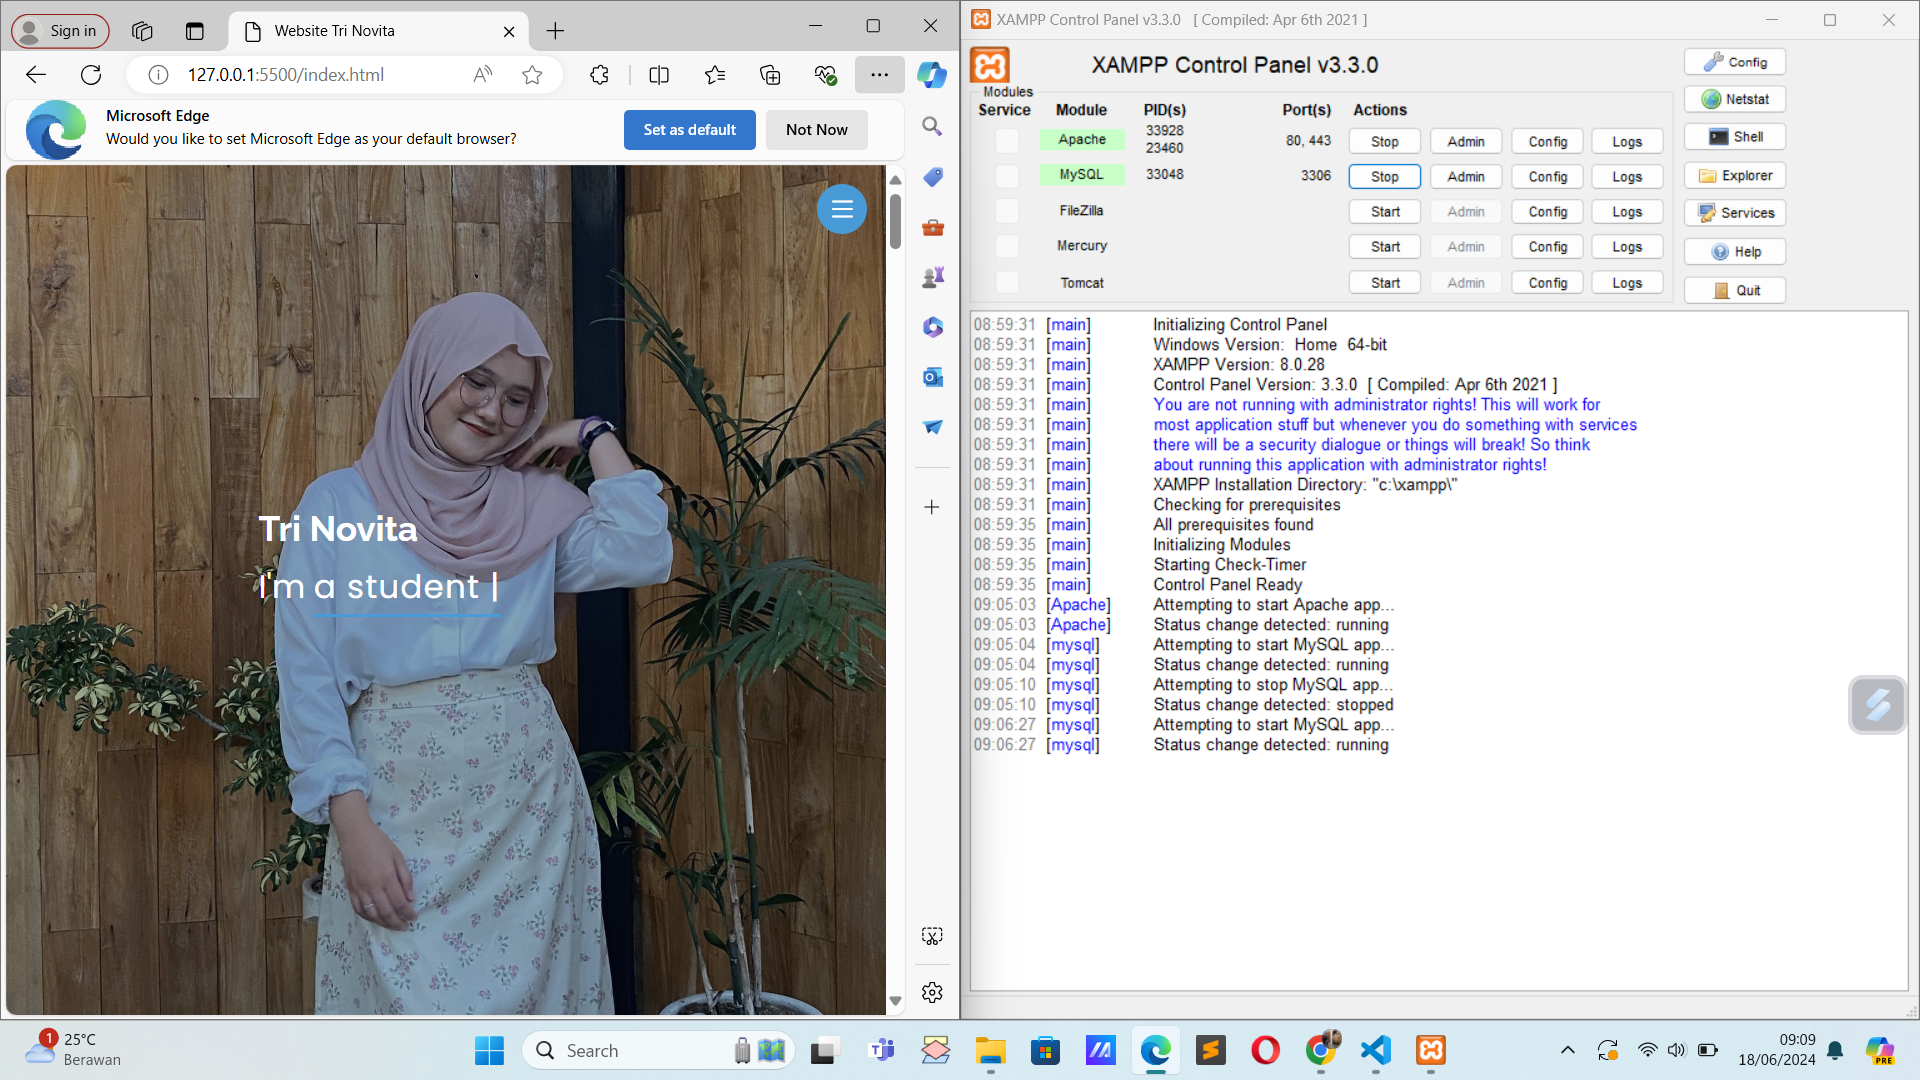 Sign in
Website Tri Novita
127.0.0.1:5500/index.html
Microsoft Edge
Would you like to set Microsoft Edge as your default browser?
Set as default
Not Now
Tri Novita
I'm a student |
XAMPP Control Panel v3.3.0 [ Compiled: Apr 6th 2021 ]
XAMPP Control Panel v3.3.0
Modules
Service Module PID(s) Port(s) Actions
Apache 33928 23460 80, 443 Stop Admin Config Logs
MySQL 33048 3306 Stop Admin Config Logs
FileZilla Start Admin Config Logs
Mercury Start Admin Config Logs
Tomcat Start Admin Config Logs
Config
Netstat
Shell
Explorer
Services
Help
Quit
08:59:31 [main] Initializing Control Panel
08:59:31 [main] Windows Version: Home 64-bit
08:59:31 [main] XAMPP Version: 8.0.28
08:59:31 [main] Control Panel Version: 3.3.0 [ Compiled: Apr 6th 2021 ]
08:59:31 [main] You are not running with administrator rights! This will work for
08:59:31 [main] most application stuff but whenever you do something with services
08:59:31 [main] there will be a security dialogue or things will break! So think
08:59:31 [main] about running this application with administrator rights!
08:59:31 [main] XAMPP Installation Directory: "c:\xampp\"
08:59:31 [main] Checking for prerequisites
08:59:35 [main] All prerequisites found
08:59:35 [main] Initializing Modules
08:59:35 [main] Starting Check-Timer
08:59:35 [main] Control Panel Ready
09:05:03 [Apache] Attempting to start Apache app...
09:05:03 [Apache] Status change detected: running
09:05:04 [mysql] Attempting to start MySQL app...
09:05:04 [mysql] Status change detected: running
09:05:10 [mysql] Attempting to stop MySQL app...
09:05:10 [mysql] Status change detected: stopped
09:06:27 [mysql] Attempting to start MySQL app...
09:06:27 [mysql] Status change detected: running
1
25°C
Berawan
Search
PRE
09:09
18/06/2024